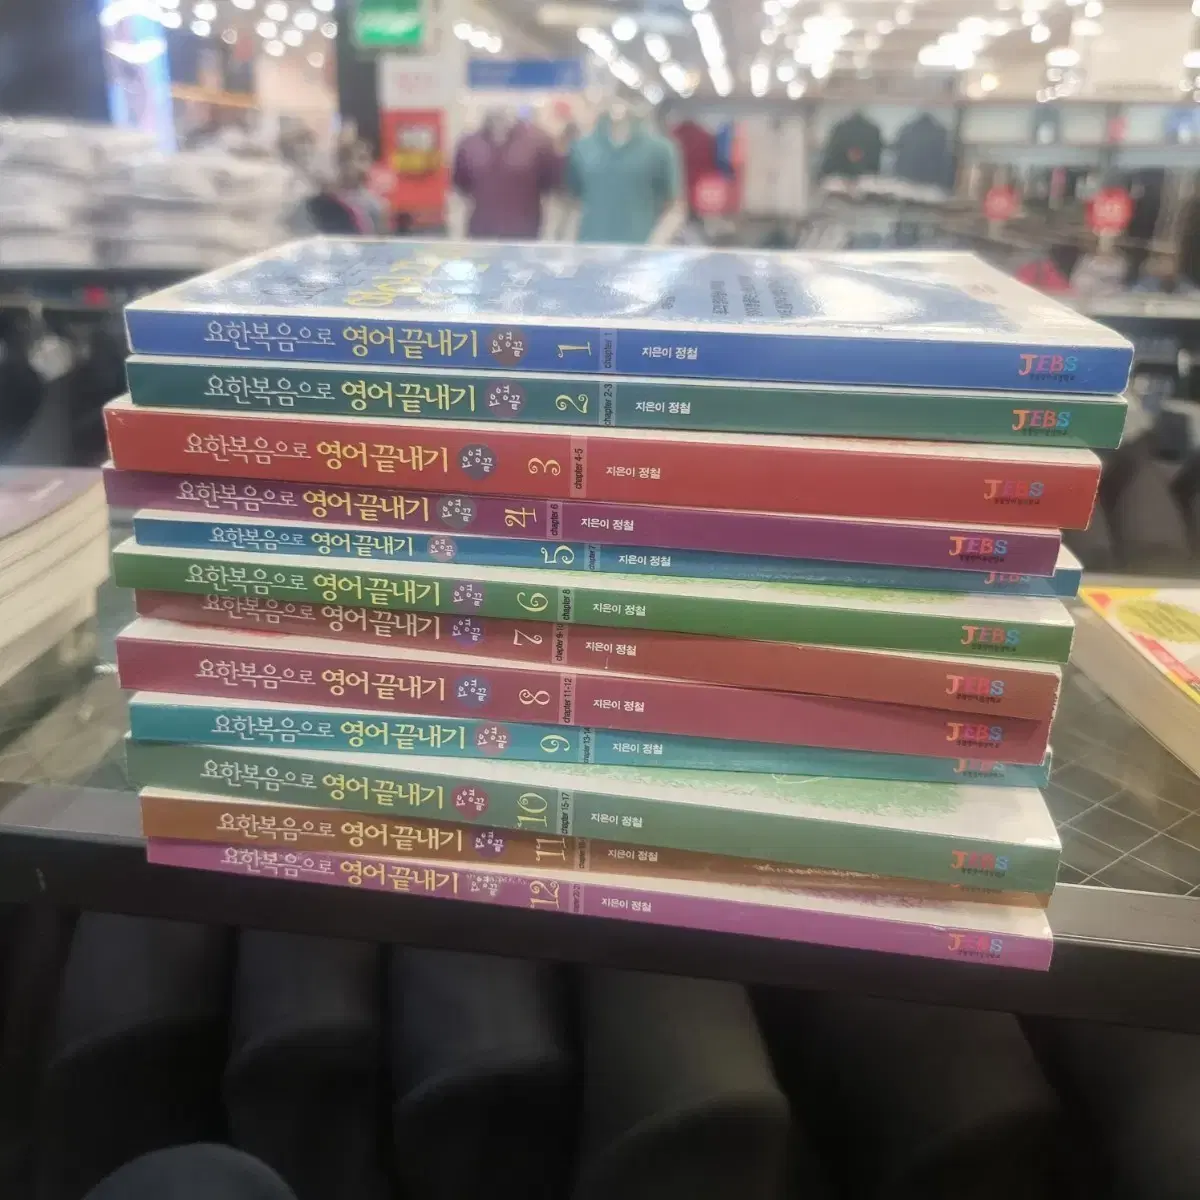 요한복음으로 영어 끝내기 1 chapter 1 지은이 정철 JEBS
요한복음으로 영어 끝내기 2 chapter 2-3 지은이 정철 JEBS
요한복음으로 영어 끝내기 3 chapter 4-5 지은이 정철 JEBS
요한복음으로 영어 끝내기 4 chapter 6 지은이 정철 JEBS
요한복음으로 영어 끝내기 5 chapter 7 지은이 정철 JEBS
요한복음으로 영어 끝내기 6 chapter 8 지은이 정철 JEBS
요한복음으로 영어 끝내기 7 chapter 9-10 지은이 정철 JEBS
요한복음으로 영어 끝내기 8 chapter 11-12 지은이 정철 JEBS
요한복음으로 영어 끝내기 9 chapter 13-14 지은이 정철 JEBS
요한복음으로 영어 끝내기 10 chapter 15-17 지은이 정철 JEBS
요한복음으로 영어 끝내기 11 지은이 정철
요한복음으로 영어 끝내기 12 지은이 정철 JEBS